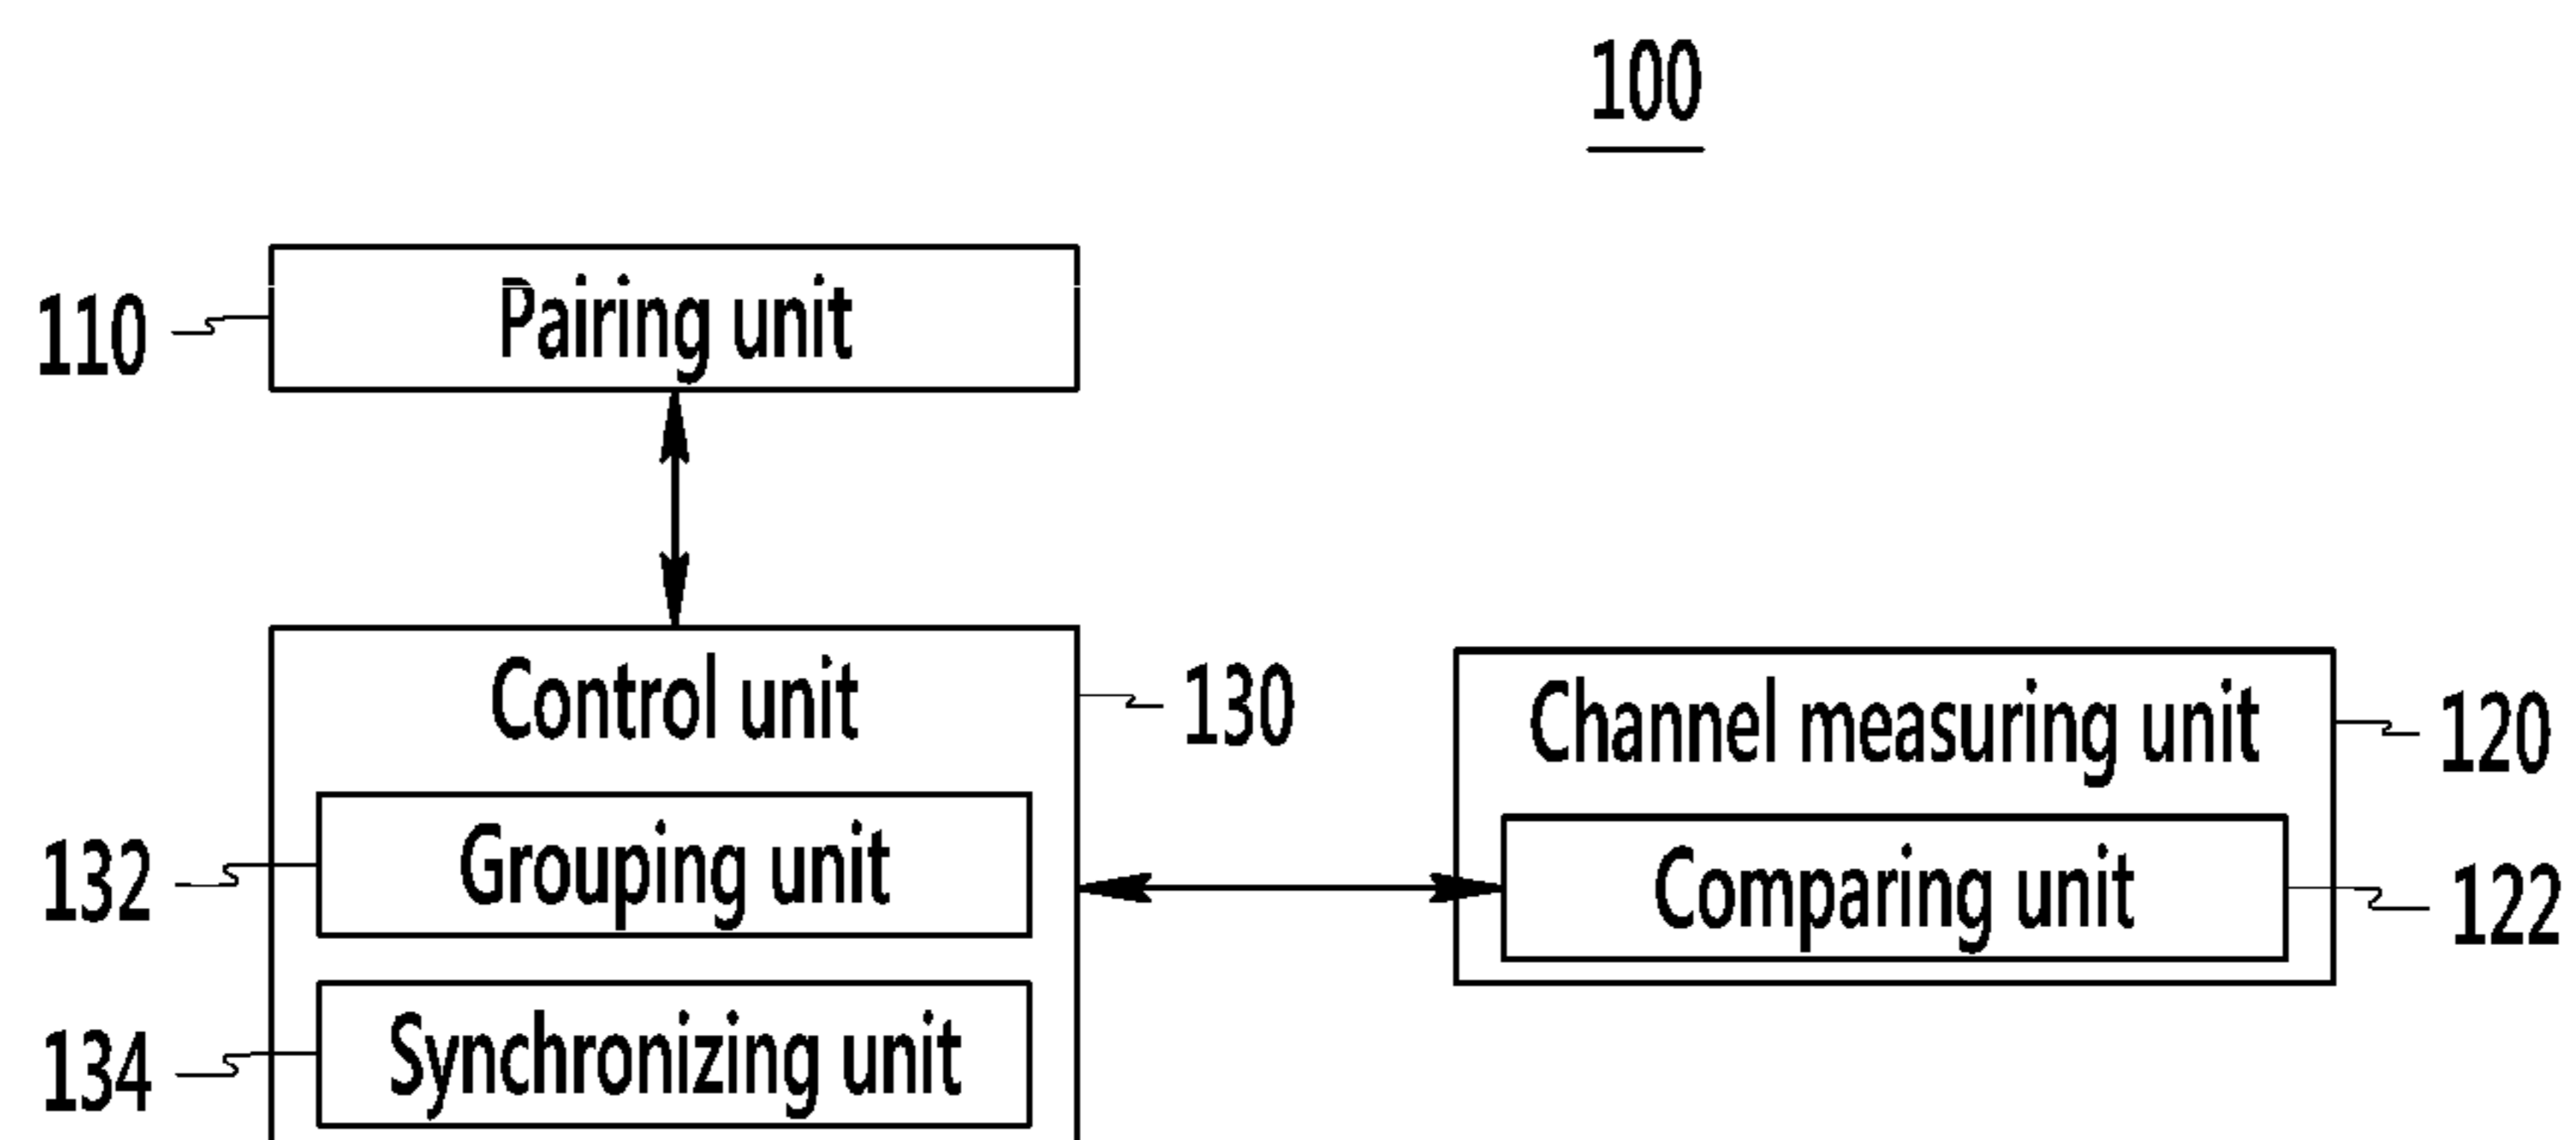 100
110 Pairing unit
Control unit 130
Channel measuring unit 120
132 Grouping unit
Comparing unit 122
134 Synchronizing unit